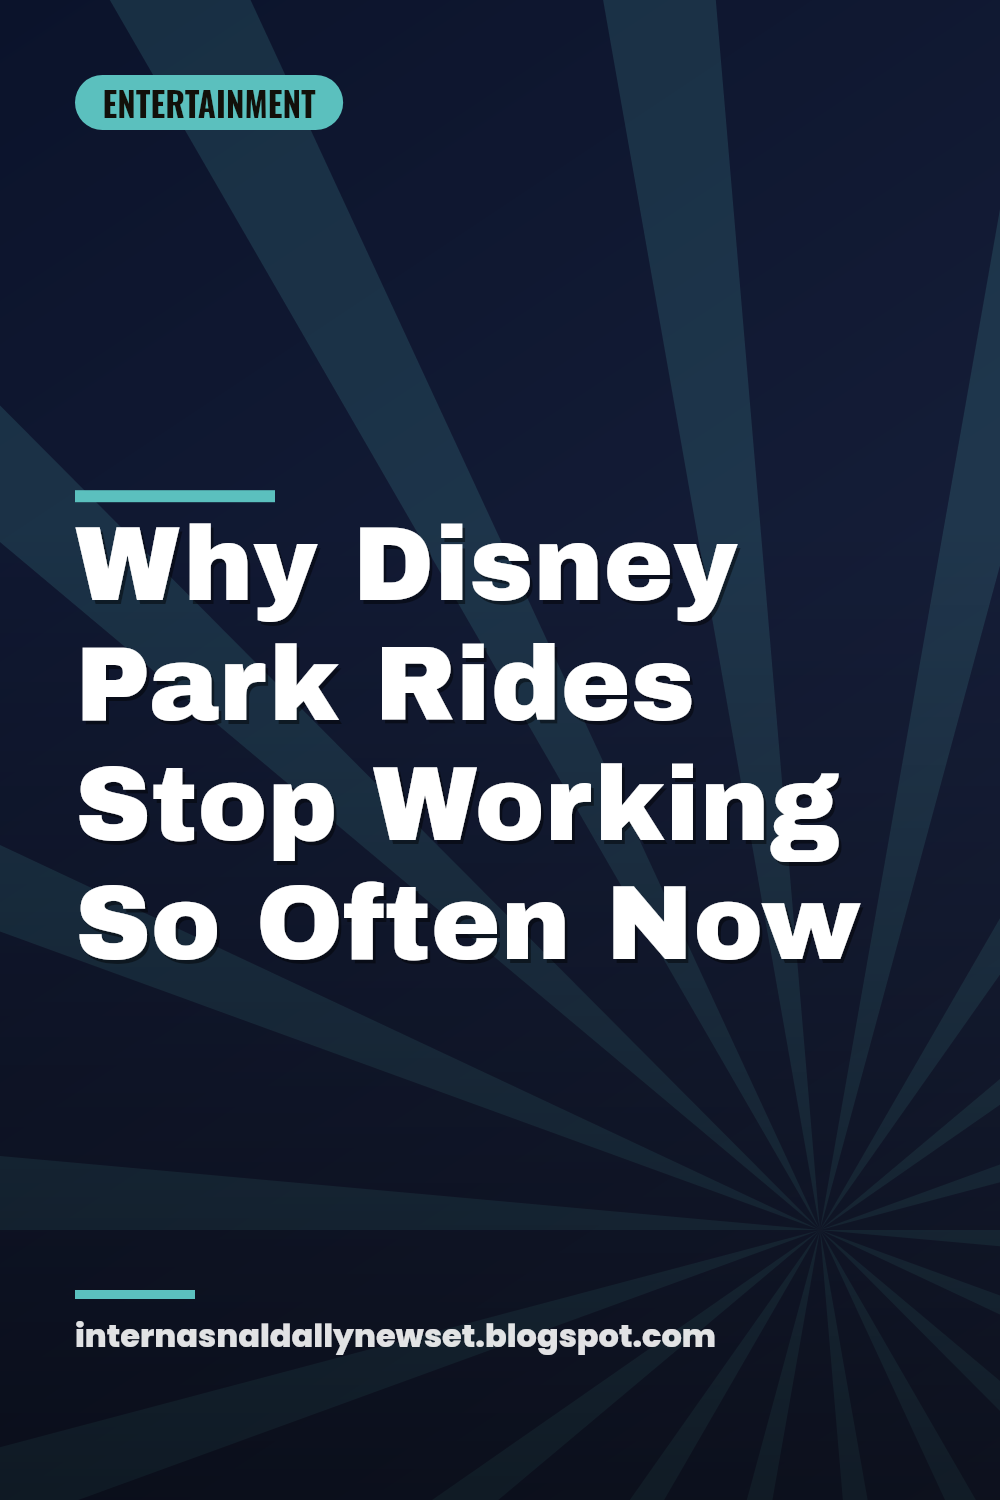 ENTERTAINMENT
Why Disney
Park Rides
Stop Working
So Often Now
internasnaldallynewset.blogspot.com